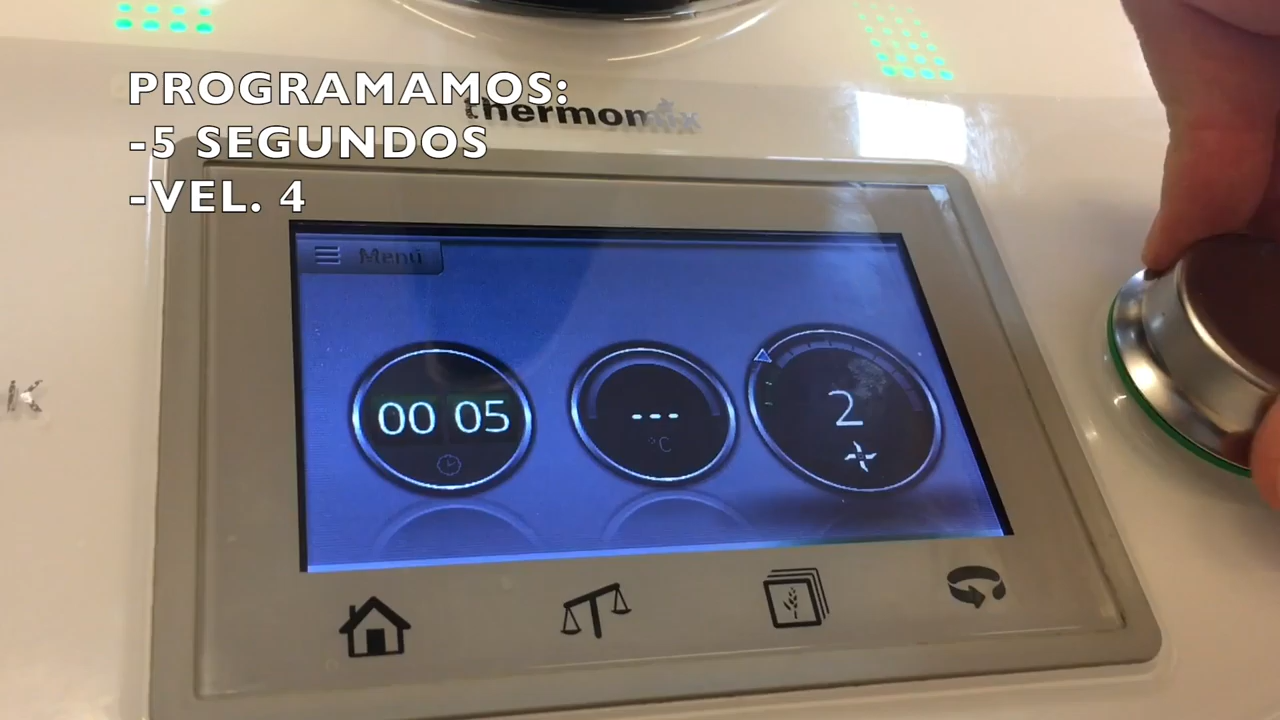 PROGRAMAMOS:
-5 SEGUNDOS
-VEL. 4
thermomix
Menú
00 05
---
°C
2
K